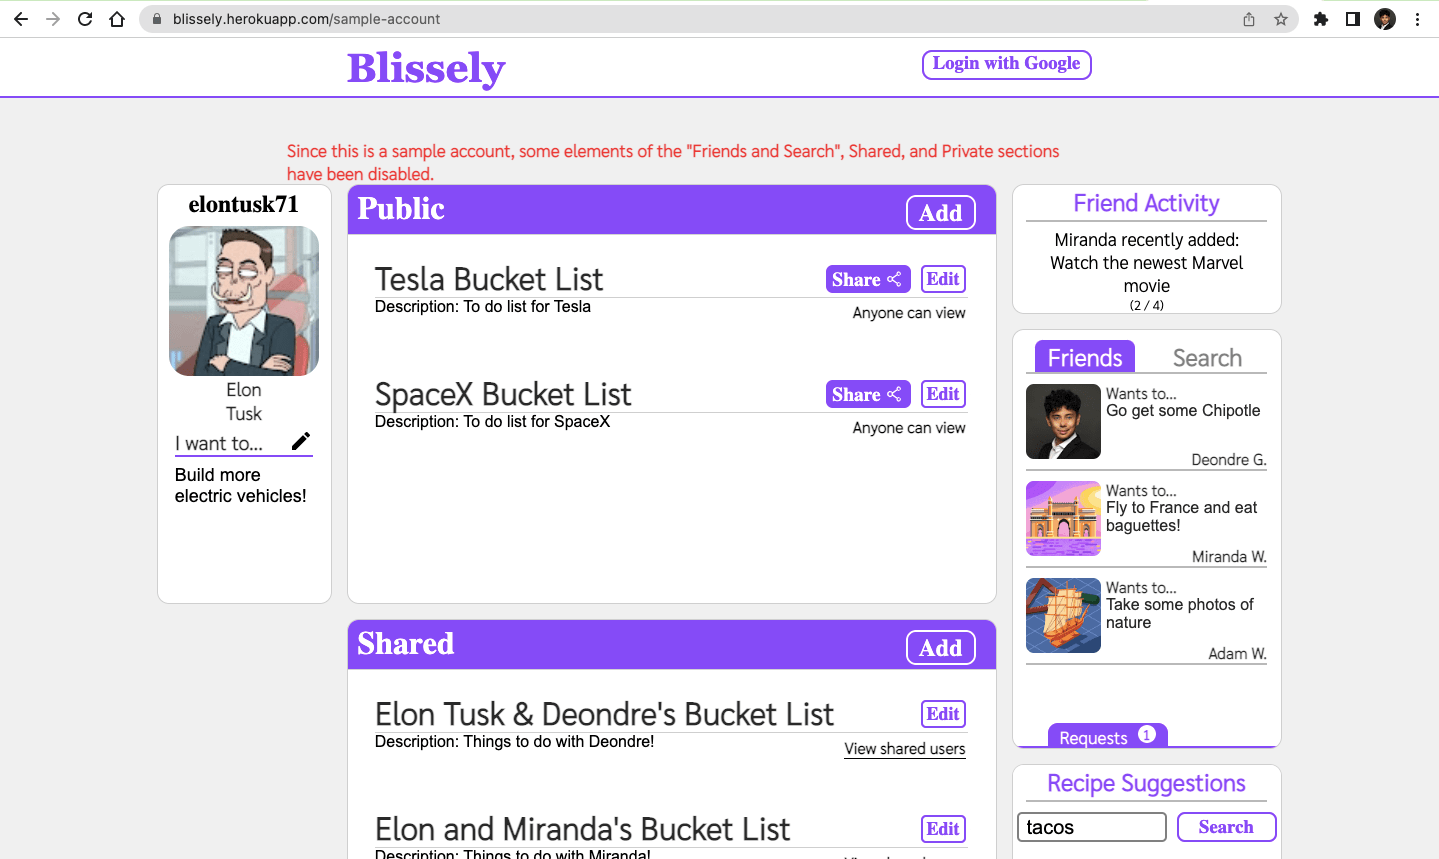 blissely.herokuapp.com/sample-account
Blissely
Login with Google
Since this is a sample account, some elements of the "Friends and Search", Shared, and Private sections
have been disabled.
elontusk71
Elon
Tusk
I want to...
Build more
electric vehicles!
Public
Add
Tesla Bucket List
Share
Edit
Description: To do list for Tesla
Anyone can view
SpaceX Bucket List
Share
Edit
Description: To do list for SpaceX
Anyone can view
Shared
Add
Elon Tusk & Deondre's Bucket List
Edit
Description: Things to do with Deondre!
View shared users
Elon and Miranda's Bucket List
Edit
Description: Things to do with Miranda!
Friend Activity
Miranda recently added:
Watch the newest Marvel
movie
(2 / 4)
Friends
Search
Wants to...
Go get some Chipotle
Deondre G.
Wants to...
Fly to France and eat
baguettes!
Miranda W.
Wants to...
Take some photos of
nature
Adam W.
Requests 1
Recipe Suggestions
tacos
Search